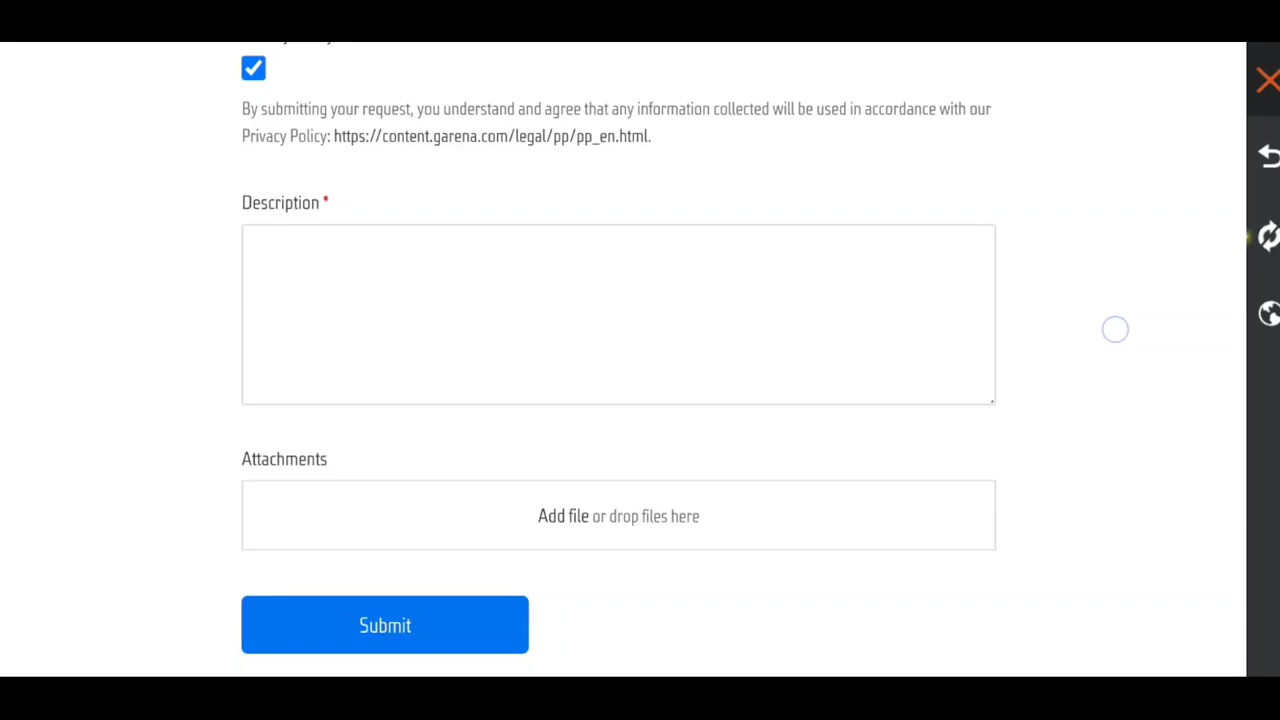 By submitting your request, you understand and agree that any information collected will be used in accordance with our
Privacy Policy: https://content.garena.com/legal/pp/pp_en.html.
Description *
Attachments
Add file or drop files here
Submit